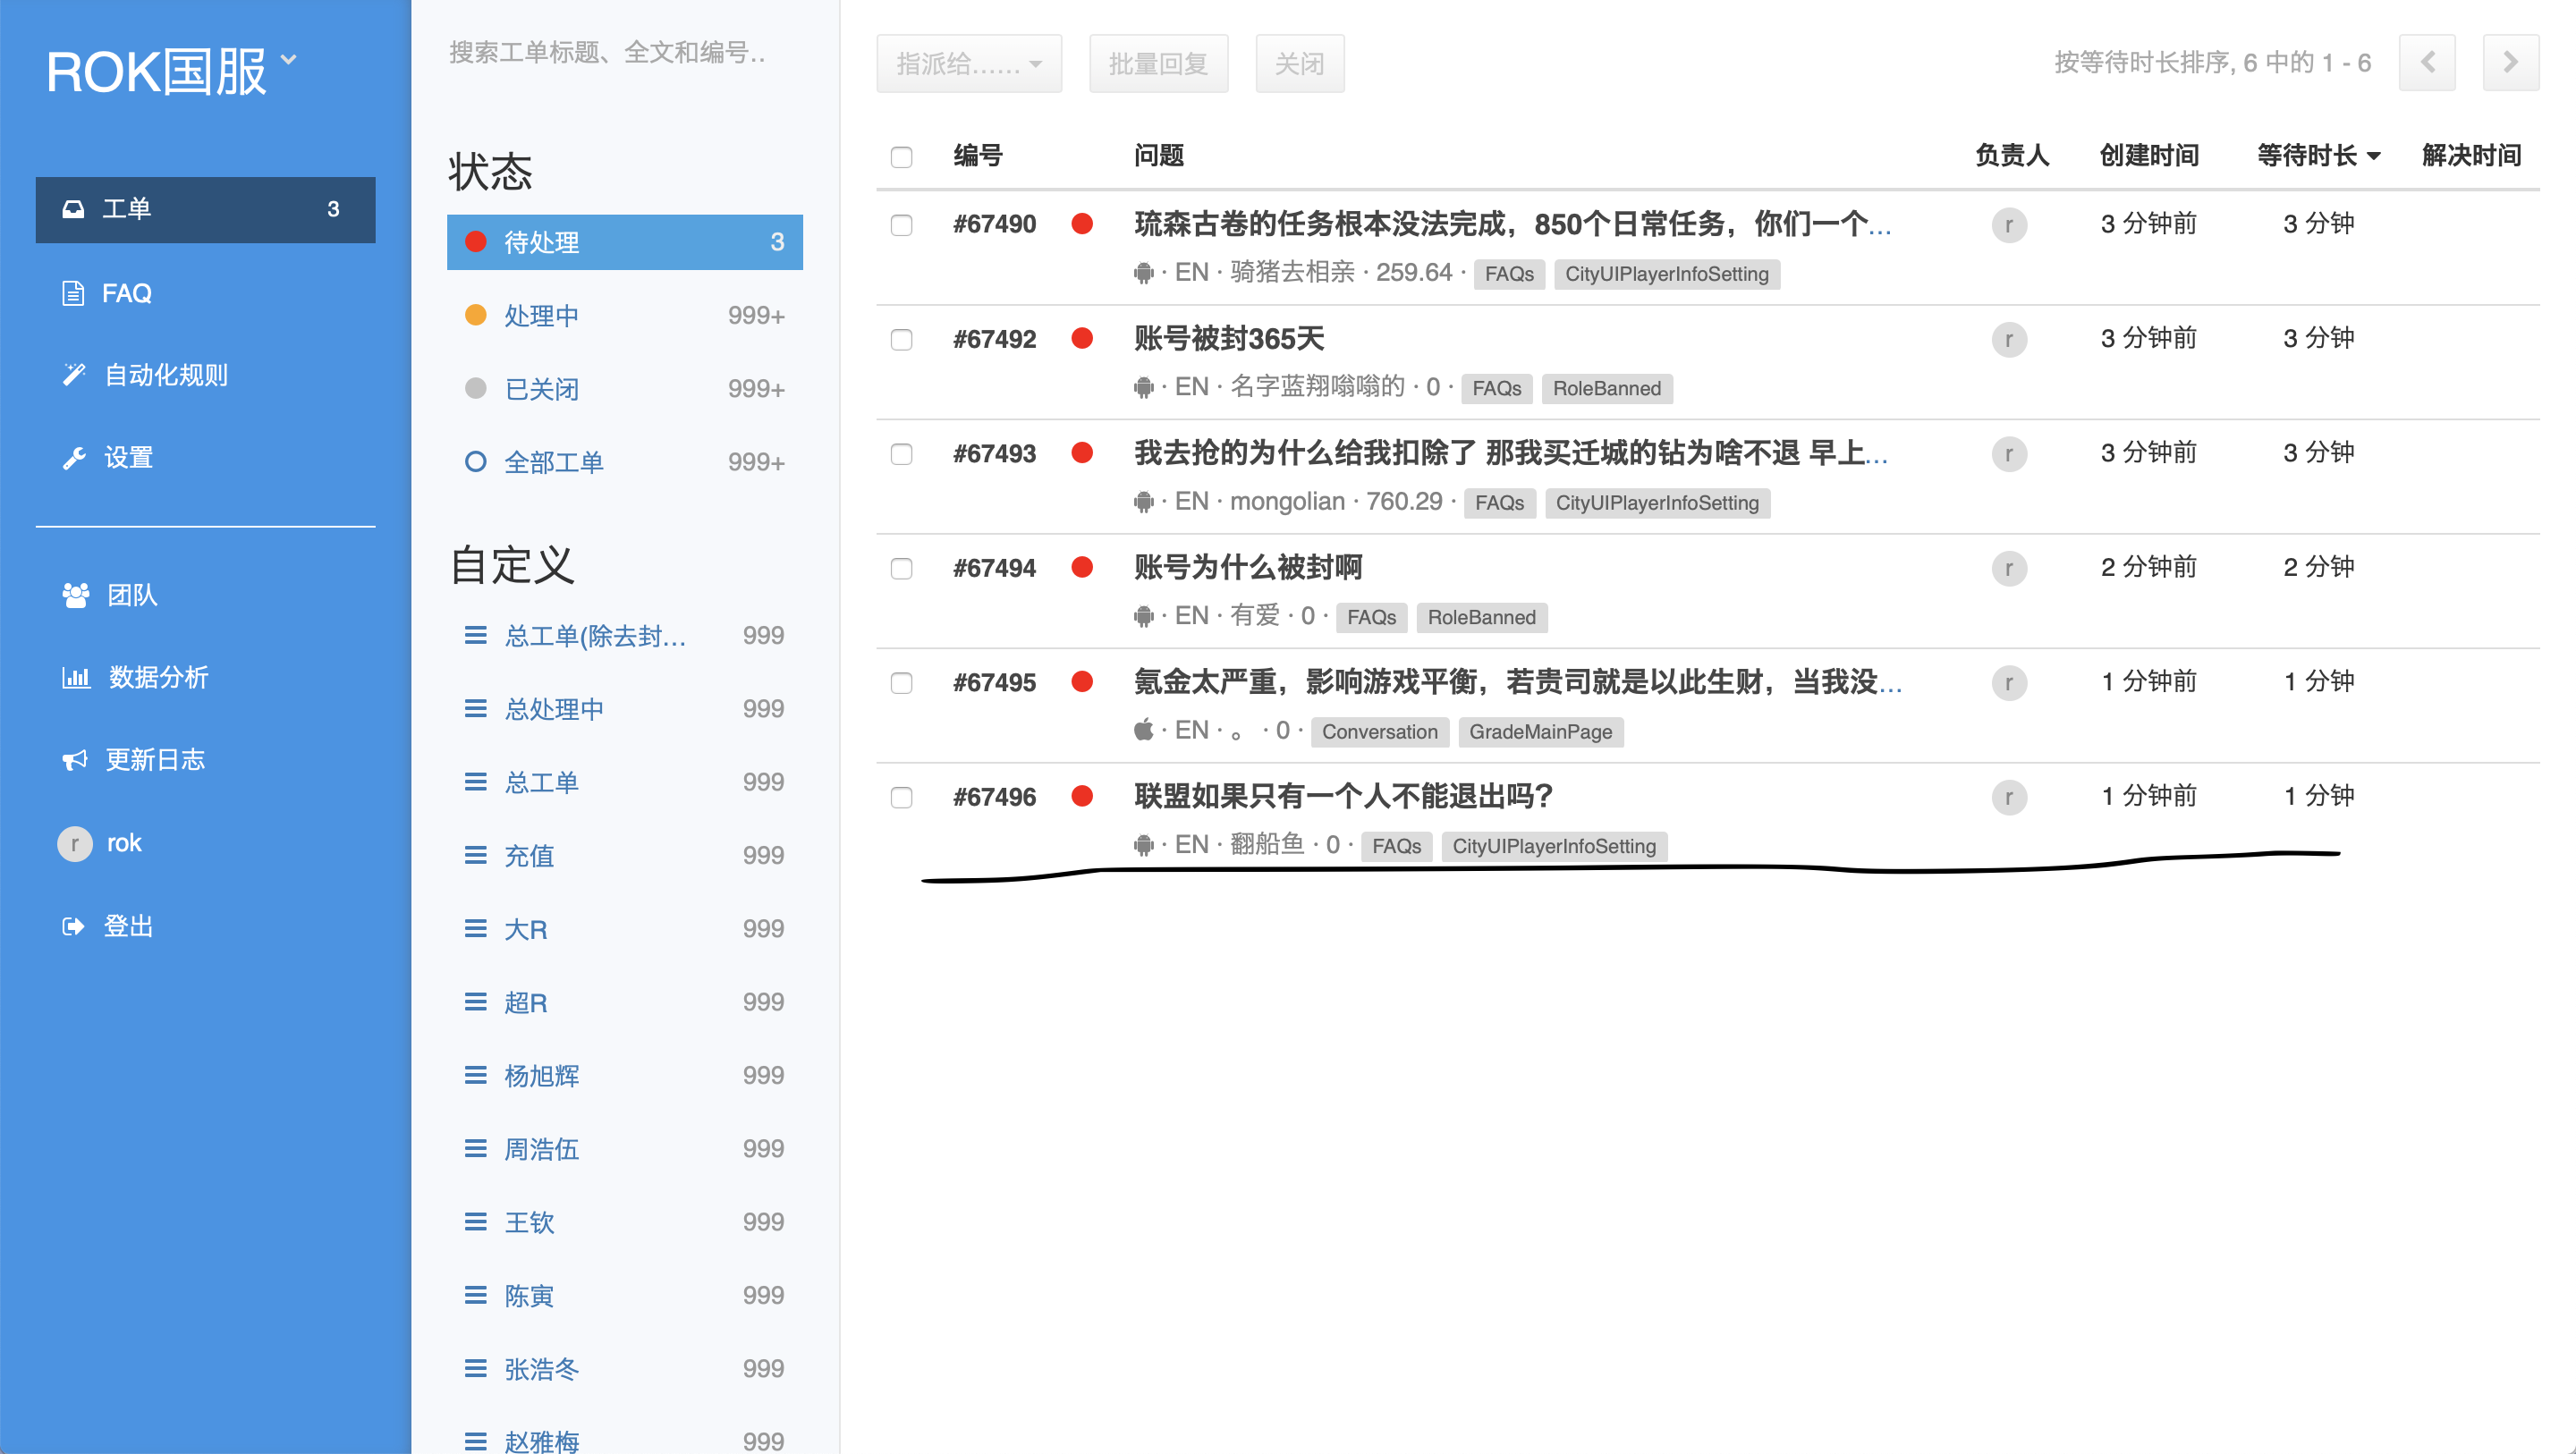 ROK国服
工单 3
FAQ
自动化规则
设置
团队
数据分析
更新日志
r rok
登出
搜索工单标题、全文和编号..
状态
待处理 3
处理中 999+
已关闭 999+
全部工单 999+
自定义
总工单(除去封... 999
总处理中 999
总工单 999
充值 999
大R 999
超R 999
杨旭辉 999
周浩伍 999
王钦 999
陈寅 999
张浩冬 999
赵雅梅 999
指派给...... 批量回复 关闭 按等待时长排序, 6 中的 1 - 6
编号 问题 负责人 创建时间 等待时长 解决时间
#67490 琉森古卷的任务根本没法完成，850个日常任务，你们一个... r 3 分钟前 3 分钟
· EN · 骑猪去相亲 · 259.64 · FAQs CityUIPlayerInfoSetting
#67492 账号被封365天 r 3 分钟前 3 分钟
· EN · 名字蓝翔嗡嗡的 · 0 · FAQs RoleBanned
#67493 我去抢的为什么给我扣除了 那我买迁城的钻为啥不退 早上... r 3 分钟前 3 分钟
· EN · mongolian · 760.29 · FAQs CityUIPlayerInfoSetting
#67494 账号为什么被封啊 r 2 分钟前 2 分钟
· EN · 有爱 · 0 · FAQs RoleBanned
#67495 氪金太严重，影响游戏平衡，若贵司就是以此生财，当我没... r 1 分钟前 1 分钟
· EN · 。 · 0 · Conversation GradeMainPage
#67496 联盟如果只有一个人不能退出吗？ r 1 分钟前 1 分钟
· EN · 翻船鱼 · 0 · FAQs CityUIPlayerInfoSetting